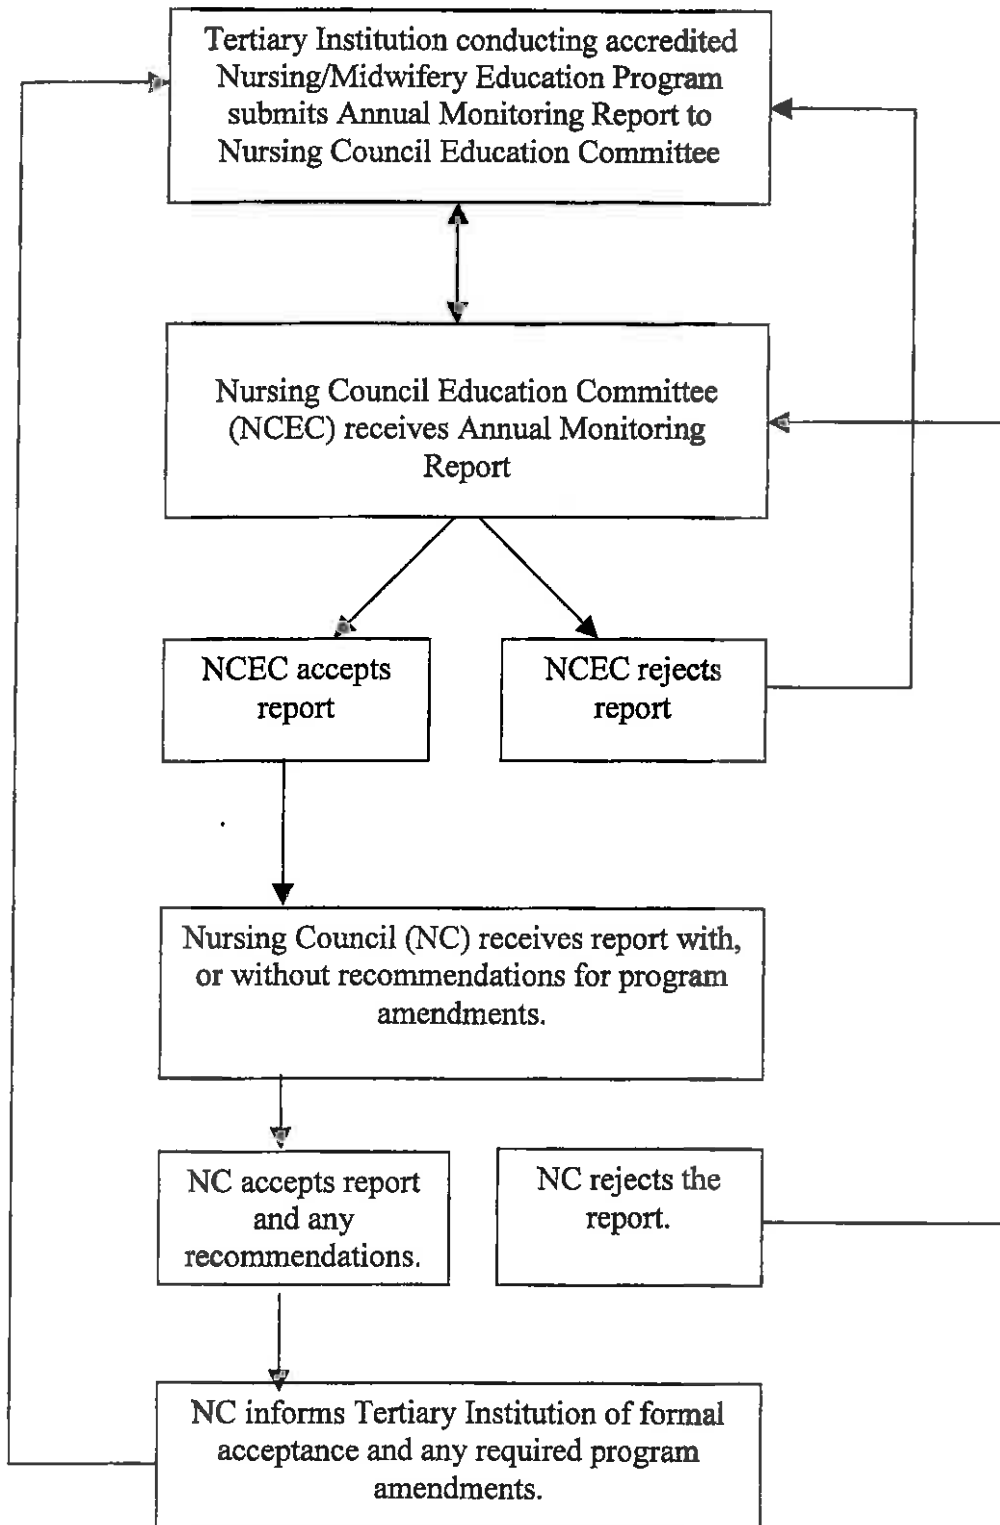 Tertiary Institution conducting accredited
Nursing/Midwifery Education Program
submits Annual Monitoring Report to
Nursing Council Education Committee
Nursing Council Education Committee
(NCEC) receives Annual Monitoring
Report
NCEC accepts
report
NCEC rejects
report
Nursing Council (NC) receives report with,
or without recommendations for program
amendments.
NC accepts report
and any
recommendations.
NC rejects the
report.
NC informs Tertiary Institution of formal
acceptance and any required program
amendments.